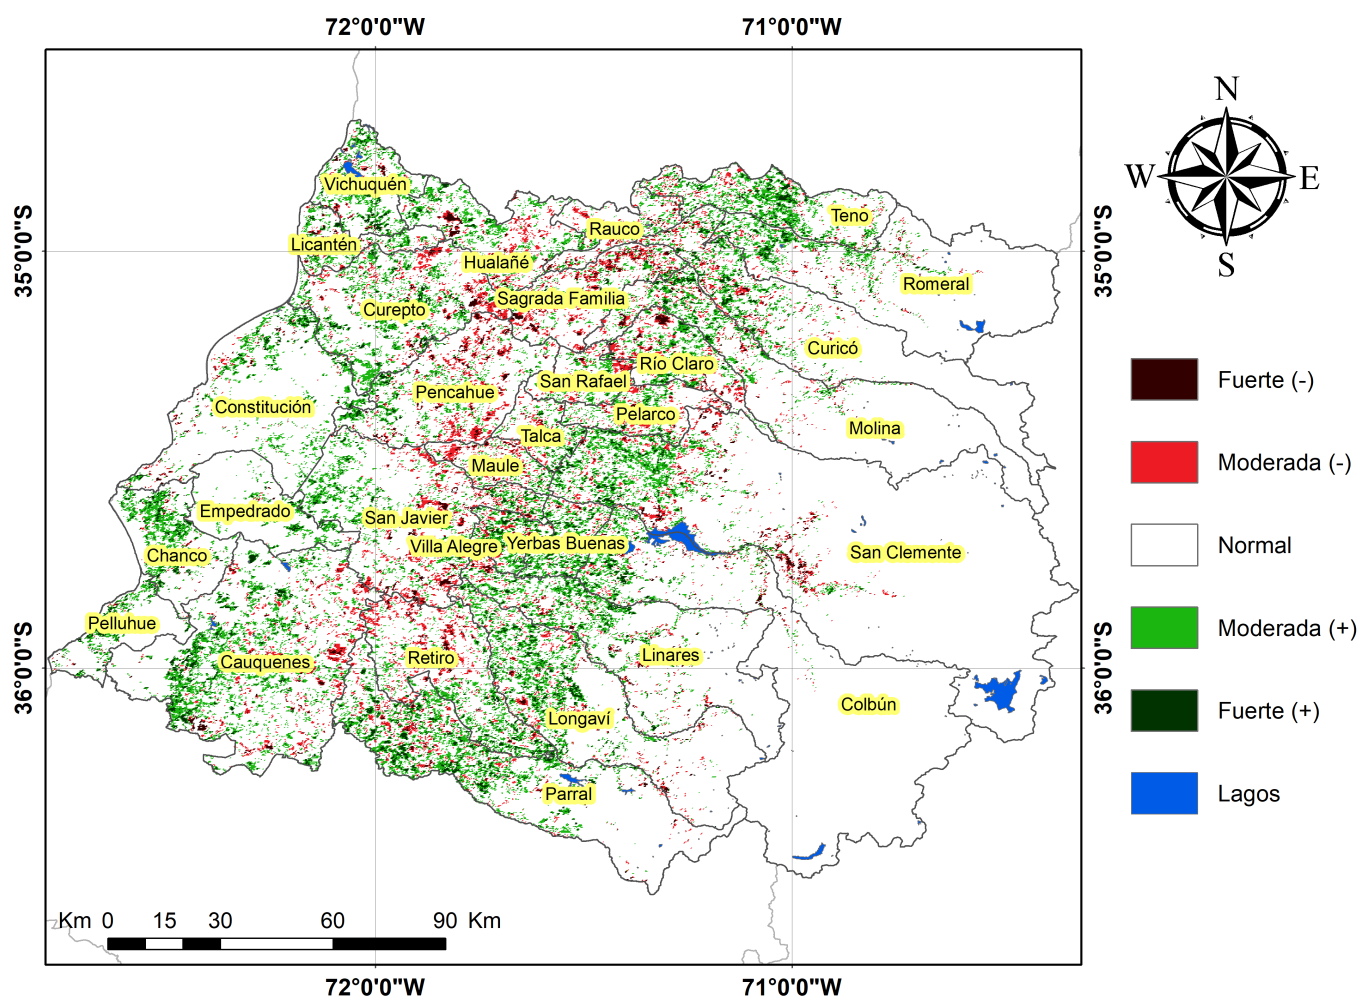 72°0'0"W
71°0'0"W
N
W
E
S
35°0'0"S
35°0'0"S
36°0'0"S
36°0'0"S
Vichuquén
Teno
Rauco
Licantén
Hualañé
Romeral
Sagrada Familia
Curepto
Curicó
Río Claro
San Rafael
Pencahue
Constitución
Pelarco
Molina
Talca
Maule
Empedrado
San Javier
Villa Alegre
Yerbas Buenas
San Clemente
Chanco
Pelluhue
Cauquenes
Retiro
Linares
Colbún
Longaví
Parral
Fuerte (-)
Moderada (-)
Normal
Moderada (+)
Fuerte (+)
Lagos
Km 0 15 30 60 90 Km
72°0'0"W
71°0'0"W